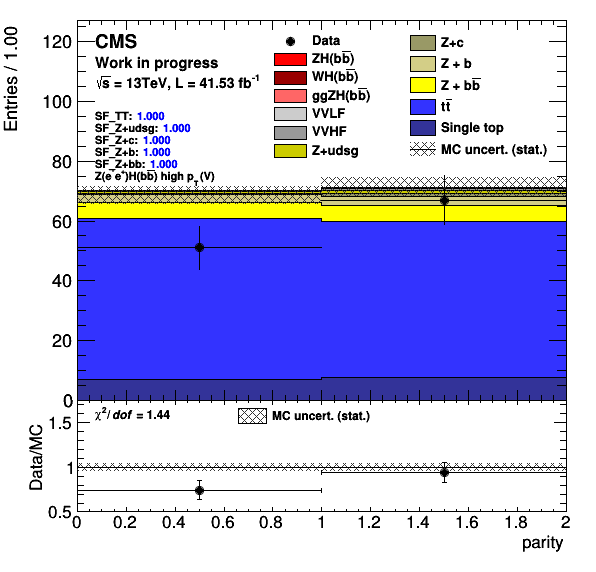 Entries / 1.00
120
100
80
60
40
20
0
CMS
Work in progress
√s = 13TeV, L = 41.53 fb⁻¹
SF_TT: 1.000
SF_Z+udsg: 1.000
SF_Z+c: 1.000
SF_Z+b: 1.000
SF_Z+bb: 1.000
Z(e⁻e⁺)H(bb̅) high p_T(V)
Data
ZH(bb̅)
WH(bb̅)
ggZH(bb̅)
VVLF
VVHF
Z+udsg
Z+c
Z + b
Z + bb̅
tt̅
Single top
MC uncert. (stat.)
Data/MC
1.5
1
0.5
χ²/dof = 1.44
MC uncert. (stat.)
0 0.2 0.4 0.6 0.8 1 1.2 1.4 1.6 1.8 2
parity